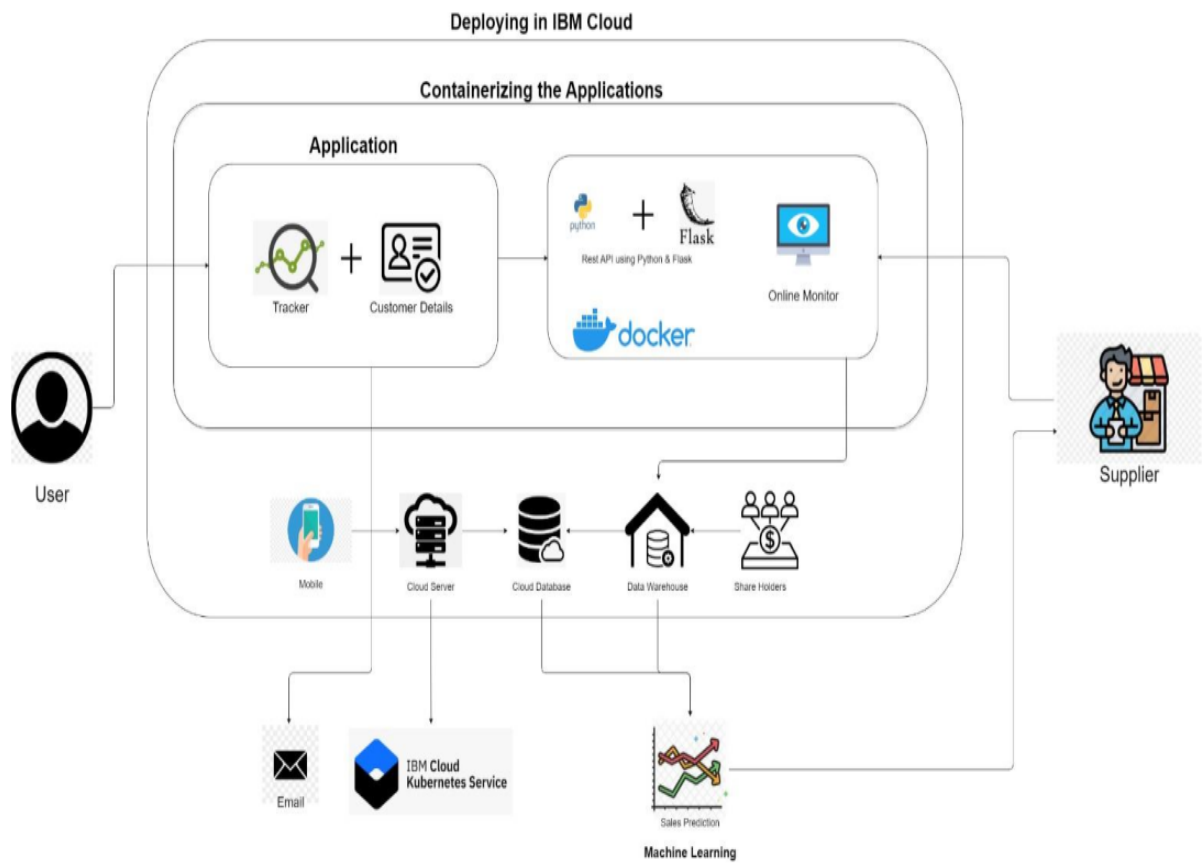 Deploying in IBM Cloud
Containerizing the Applications
Application
Tracker
Customer Details
python
Flask
Rest API using Python & Flask
Online Monitor
docker
User
Supplier
Mobile
Cloud Server
Cloud Database
Data Warehouse
Share Holders
Email
IBM Cloud
Kubernetes Service
Sales Prediction
Machine Learning